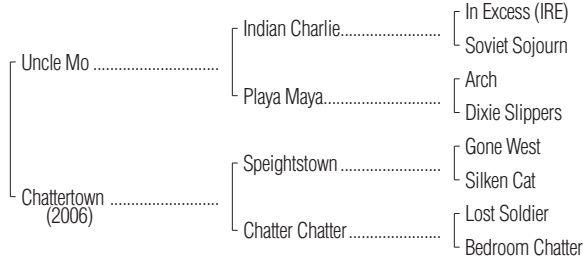 In Excess (IRE)
Indian Charlie....................
Soviet Sojourn
Uncle Mo .........................
Arch
Playa Maya.......................
Dixie Slippers
Gone West
Speightstown ....................
Silken Cat
Chattertown .....................
(2006)
Lost Soldier
Chatter Chatter..................
Bedroom Chatter